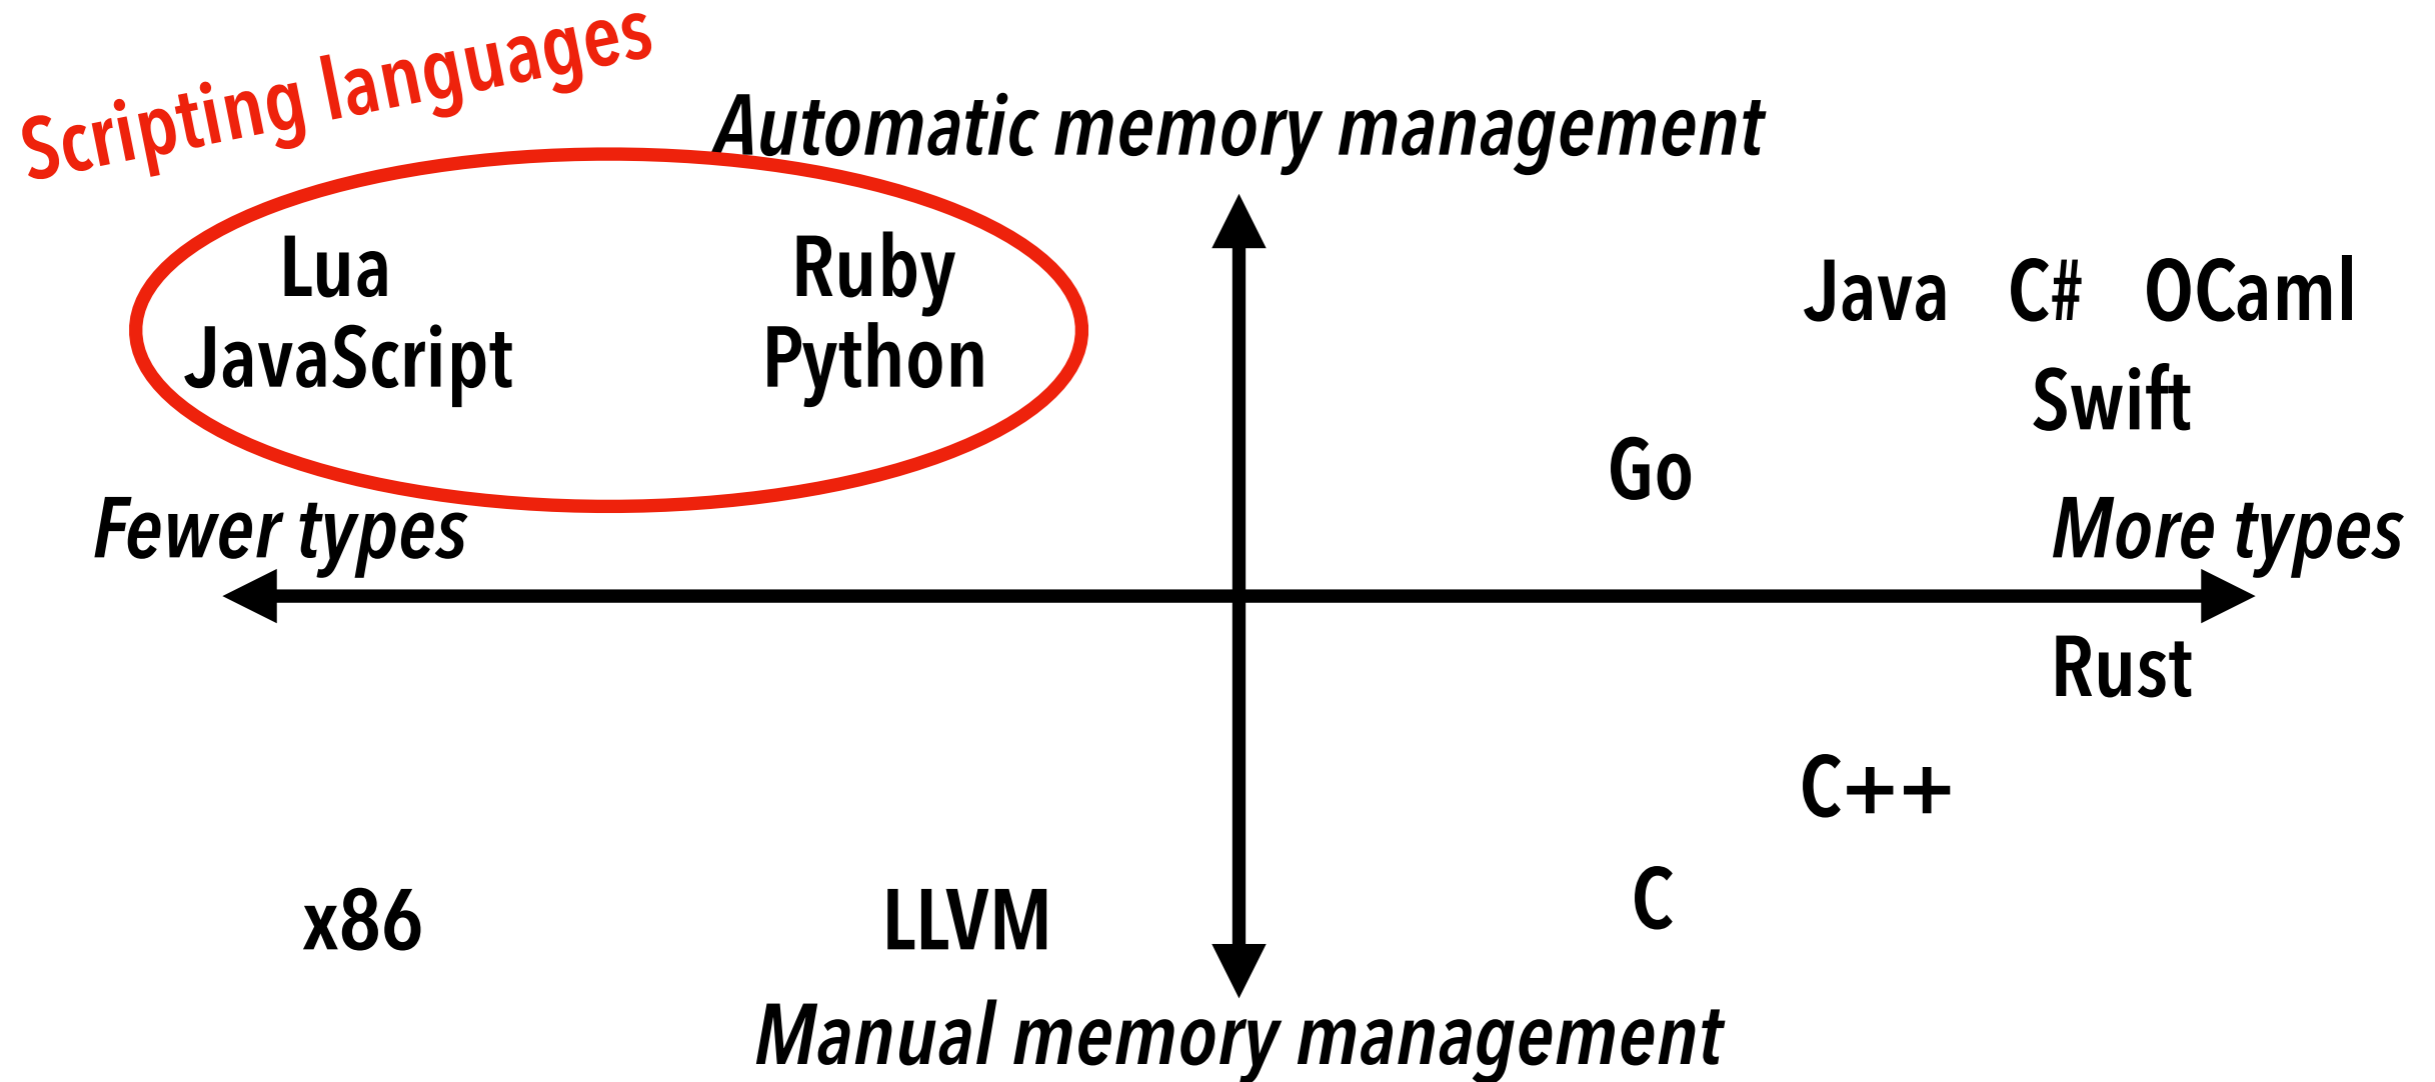 Scripting languages
Automatic memory management
Lua Ruby
JavaScript Python
Java C# OCaml
Swift
Go
Fewer types
More types
Rust
C++
C
x86 LLVM
Manual memory management